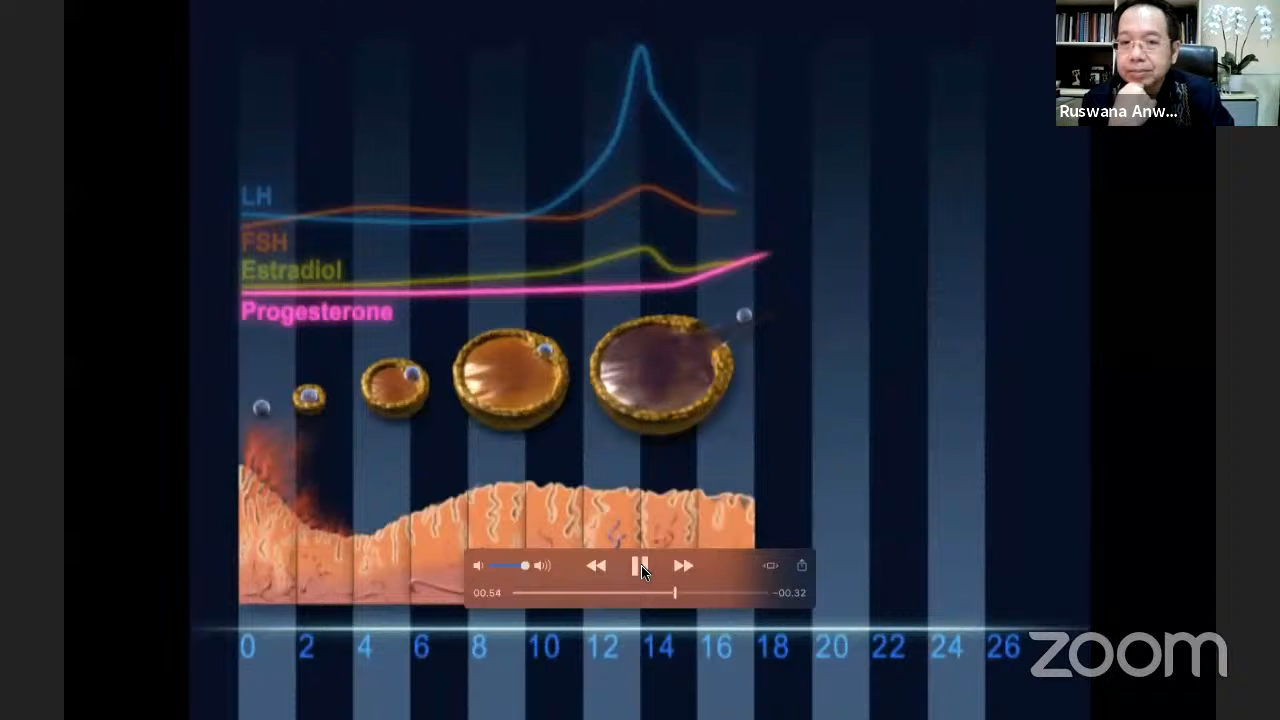 Ruswana Anw...
LH
FSH
Estradiol
Progesterone
00.54
-00.32
0 2 4 6 8 10 12 14 16 18 20 22 24 26
zoom